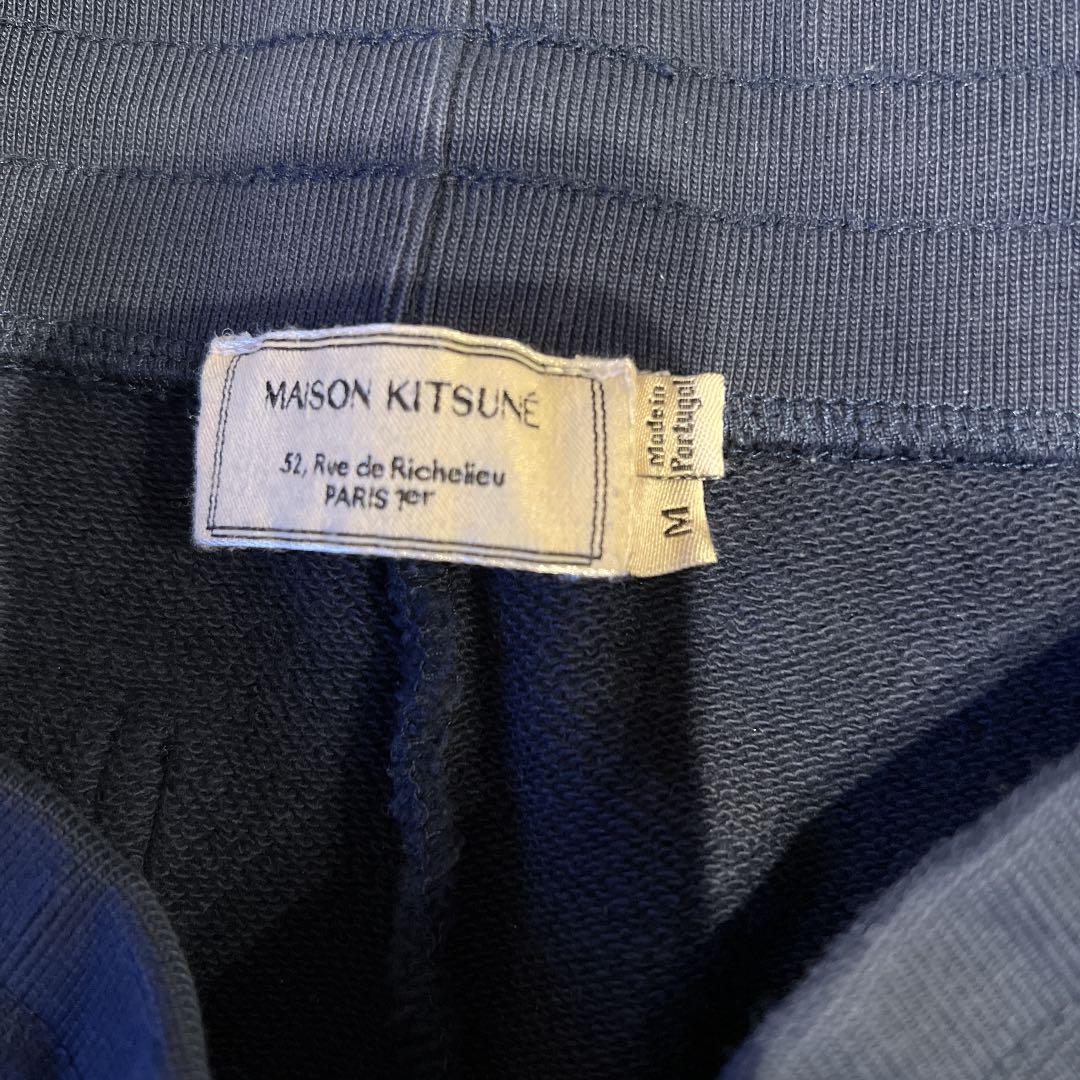 MAISON KITSUNÉ
52, Rue de Richelieu
PARIS 1er
Made in
Portugal
M